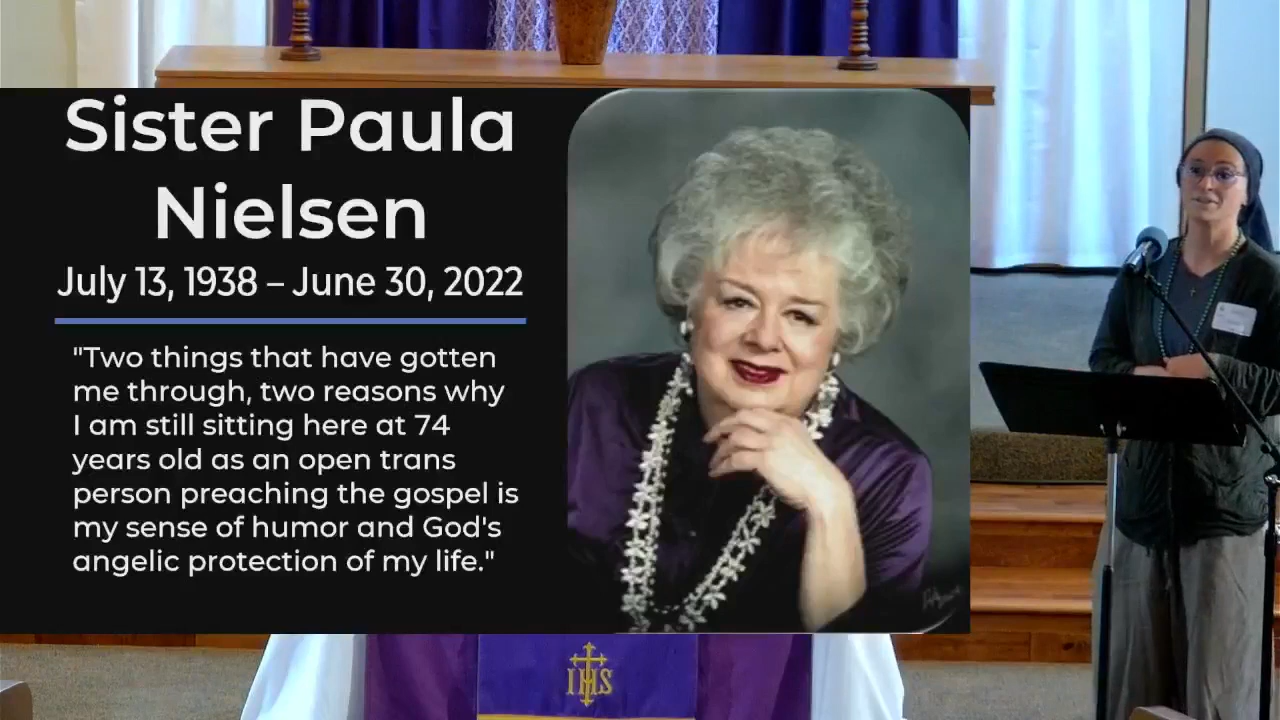 Sister Paula
Nielsen
July 13, 1938 – June 30, 2022
"Two things that have gotten
me through, two reasons why
I am still sitting here at 74
years old as an open trans
person preaching the gospel is
my sense of humor and God's
angelic protection of my life."
IHS